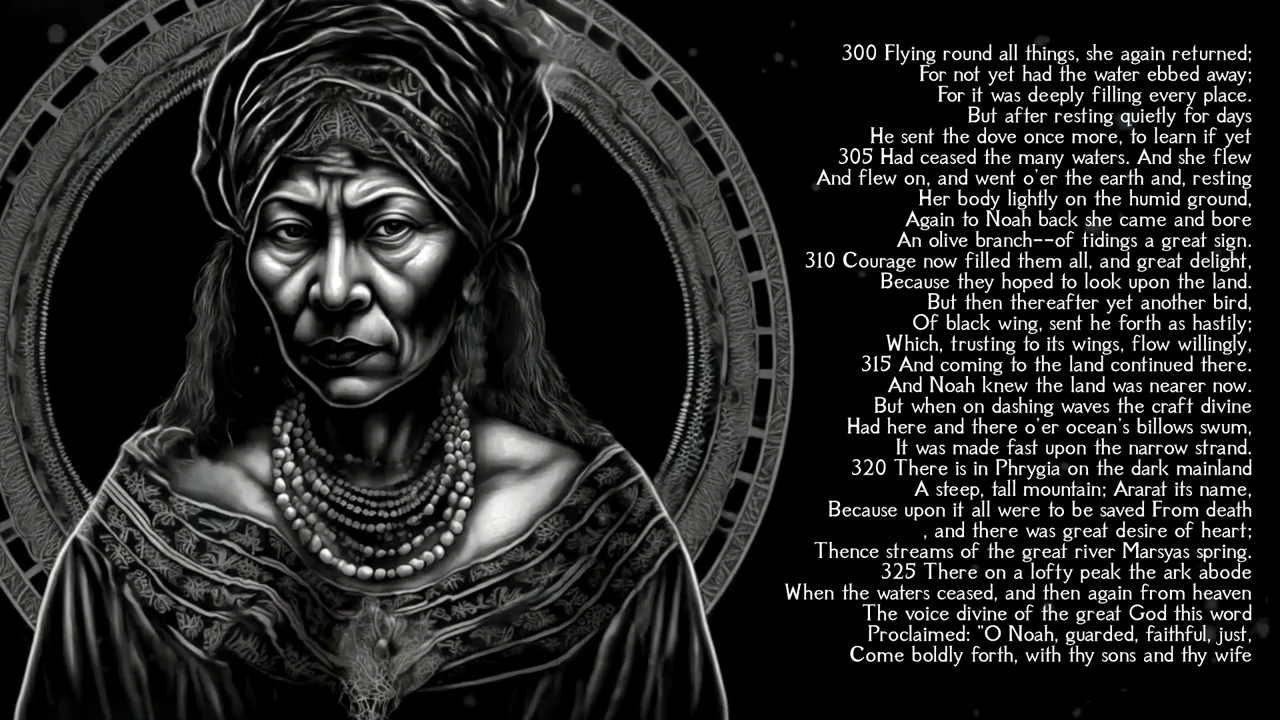 300 Flying round all things, she again returned;
For not yet had the water ebbed away;
For it was deeply filling every place.
But after resting quietly for days
He sent the dove once more, to learn if yet
305 Had ceased the many waters. And she flew
And flew on, and went o'er the earth and, resting
Her body lightly on the humid ground,
Again to Noah back she came and bore
An olive branch--of tidings a great sign.
310 Courage now filled them all, and great delight,
Because they hoped to look upon the land.
But then thereafter yet another bird,
Of black wing, sent he forth as hastily;
Which, trusting to its wings, flow willingly,
315 And coming to the land continued there.
And Noah knew the land was nearer now.
But when on dashing waves the craft divine
Had here and there o'er ocean's billows swum,
It was made fast upon the narrow strand.
320 There is in Phrygia on the dark mainland
A steep, tall mountain; Ararat its name,
Because upon it all were to be saved From death
, and there was great desire of heart;
Thence streams of the great river Marsyas spring.
325 There on a lofty peak the ark abode
When the waters ceased, and then again from heaven
The voice divine of the great God this word
Proclaimed: "O Noah, guarded, faithful, just,
Come boldly forth, with thy sons and thy wife